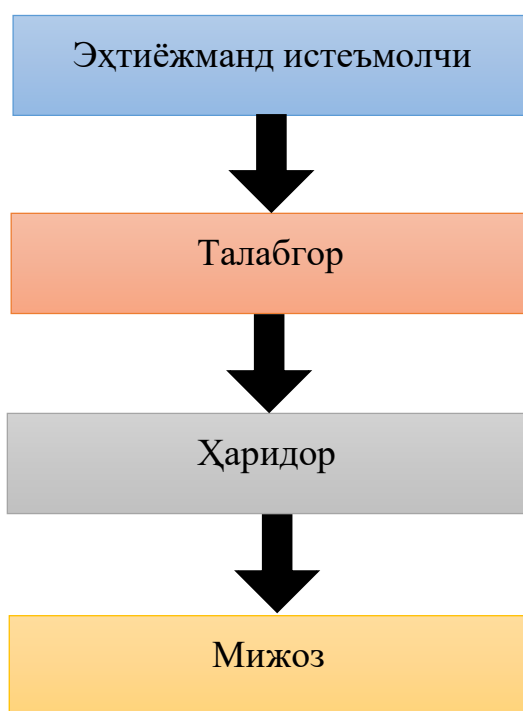 Эҳтиёжманд истеъмолчи
Талабгор
Ҳаридор
Мижоз